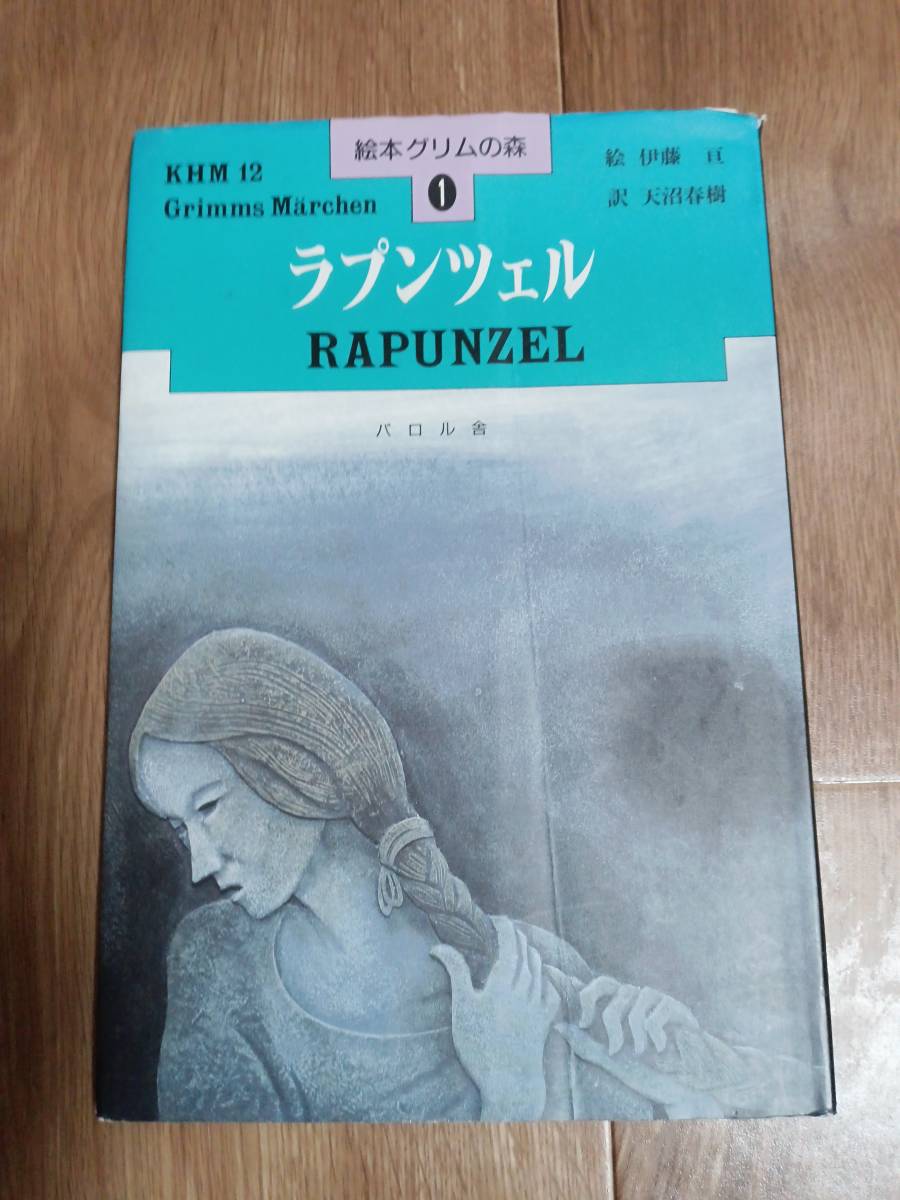 絵本グリムの森
1
KHM 12
Grimms Märchen
絵 伊藤 亘
訳 天沼春樹
ラプンツェル
RAPUNZEL
パロル舎